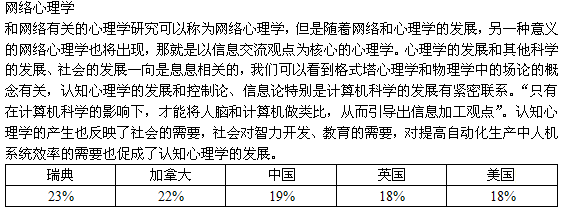 网络心理学
和网络有关的心理学研究可以称为网络心理学，但是随着网络和心理学的发展，另一种意义
的网络心理学也将出现，那就是以信息交流观点为核心的心理学。心理学的发展和其他科学
的发展、社会的发展一向是息息相关的，我们可以看到格式塔心理学和物理学中的场论的概
念有关，认知心理学的发展和控制论、信息论特别是计算机科学的发展有紧密联系。“只有
在计算机科学的影响下，才能将人脑和计算机做类比，从而引导出信息加工观点”。认知心
理学的产生也反映了社会的需要，社会对智力开发、教育的需要，对提高自动化生产中人机
系统效率的需要也促成了认知心理学的发展。
瑞典 加拿大 中国 英国 美国
23% 22% 19% 18% 18%